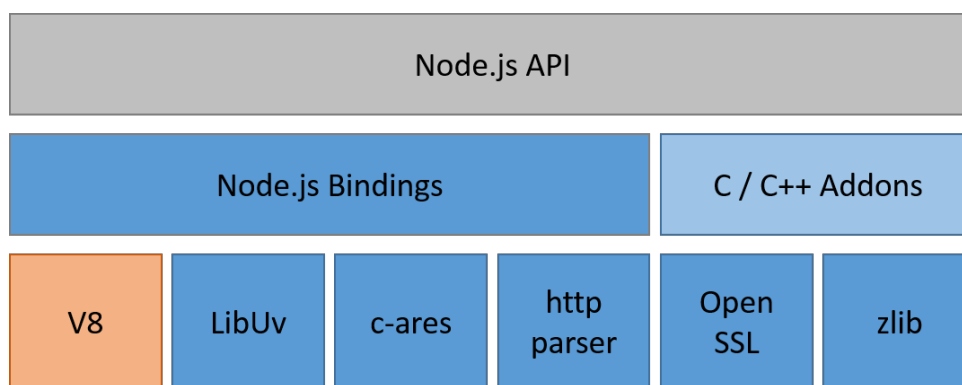 Node.js API
Node.js Bindings
C / C++ Addons
V8
LibUv
c-ares
http
parser
Open
SSL
zlib